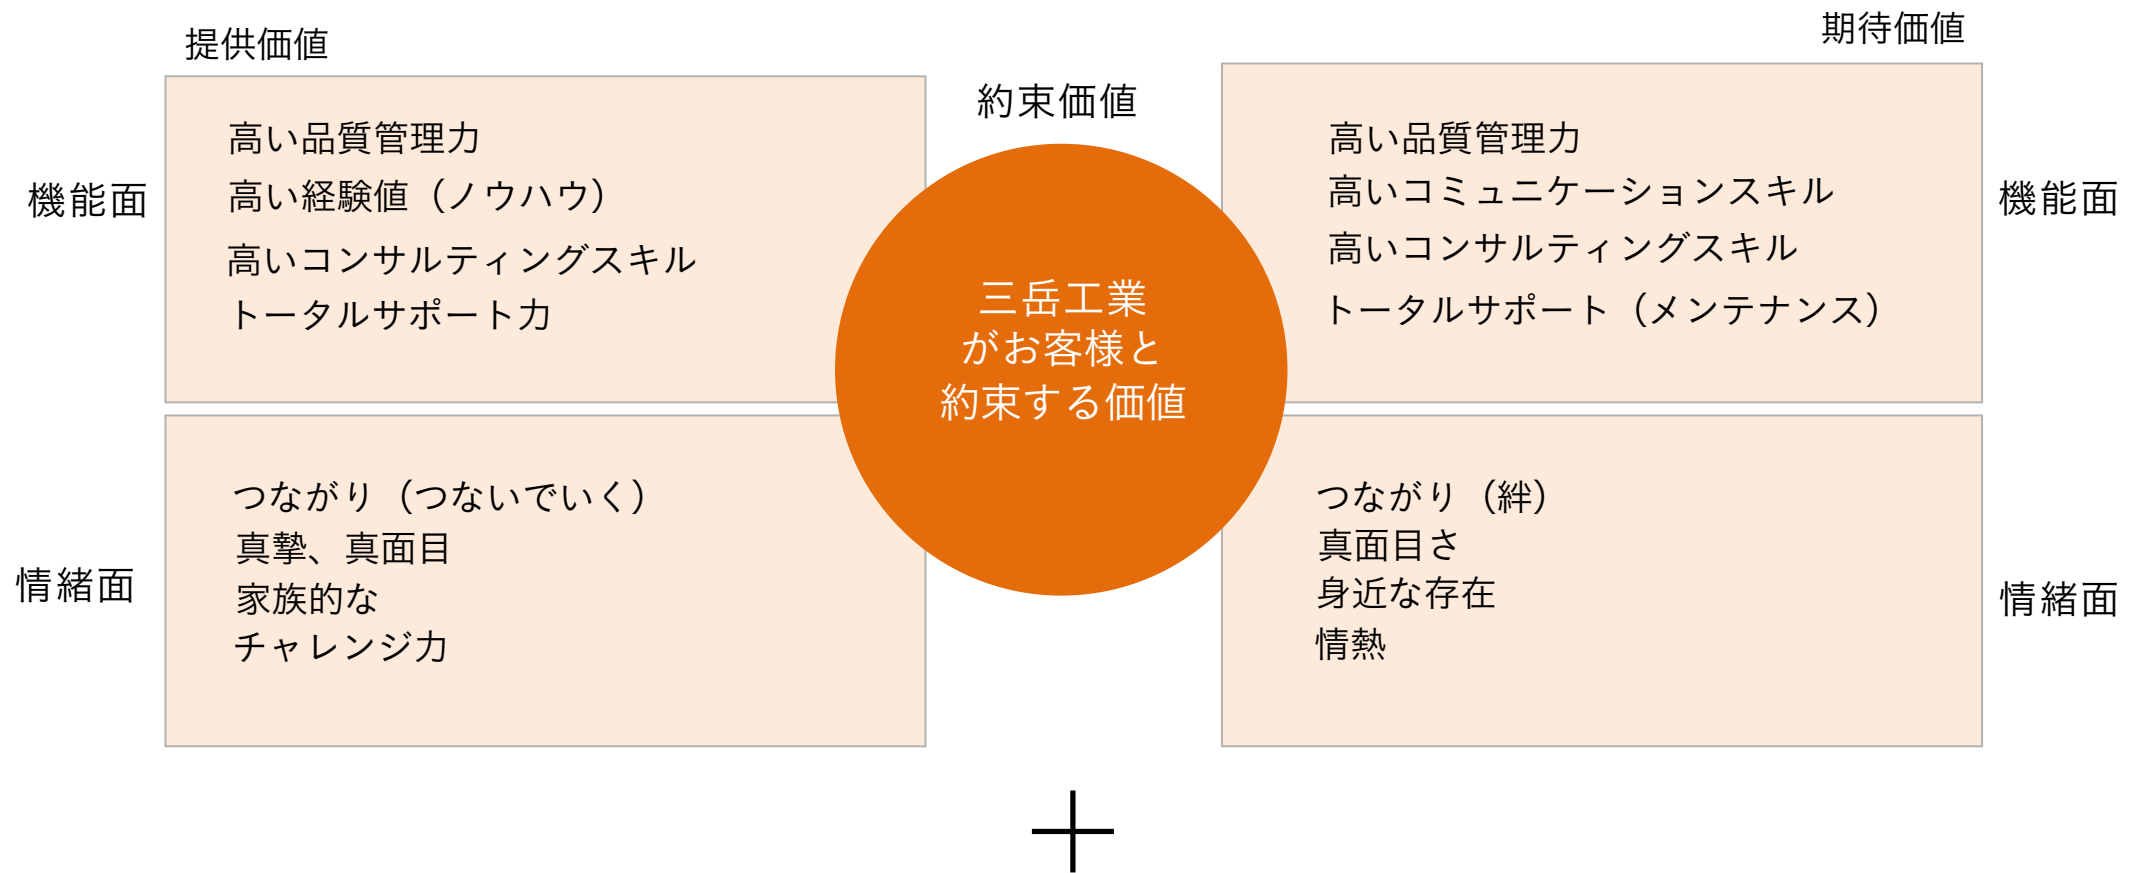 提供価値
期待価値
約束価値
機能面
高い品質管理力
高い経験値（ノウハウ）
高いコンサルティングスキル
トータルサポート力
高い品質管理力
高いコミュニケーションスキル
高いコンサルティングスキル
トータルサポート（メンテナンス）
機能面
三岳工業
がお客様と
約束する価値
情緒面
つながり（つないでいく）
真摯、真面目
家族的な
チャレンジ力
つながり（絆）
真面目さ
身近な存在
情熱
情緒面